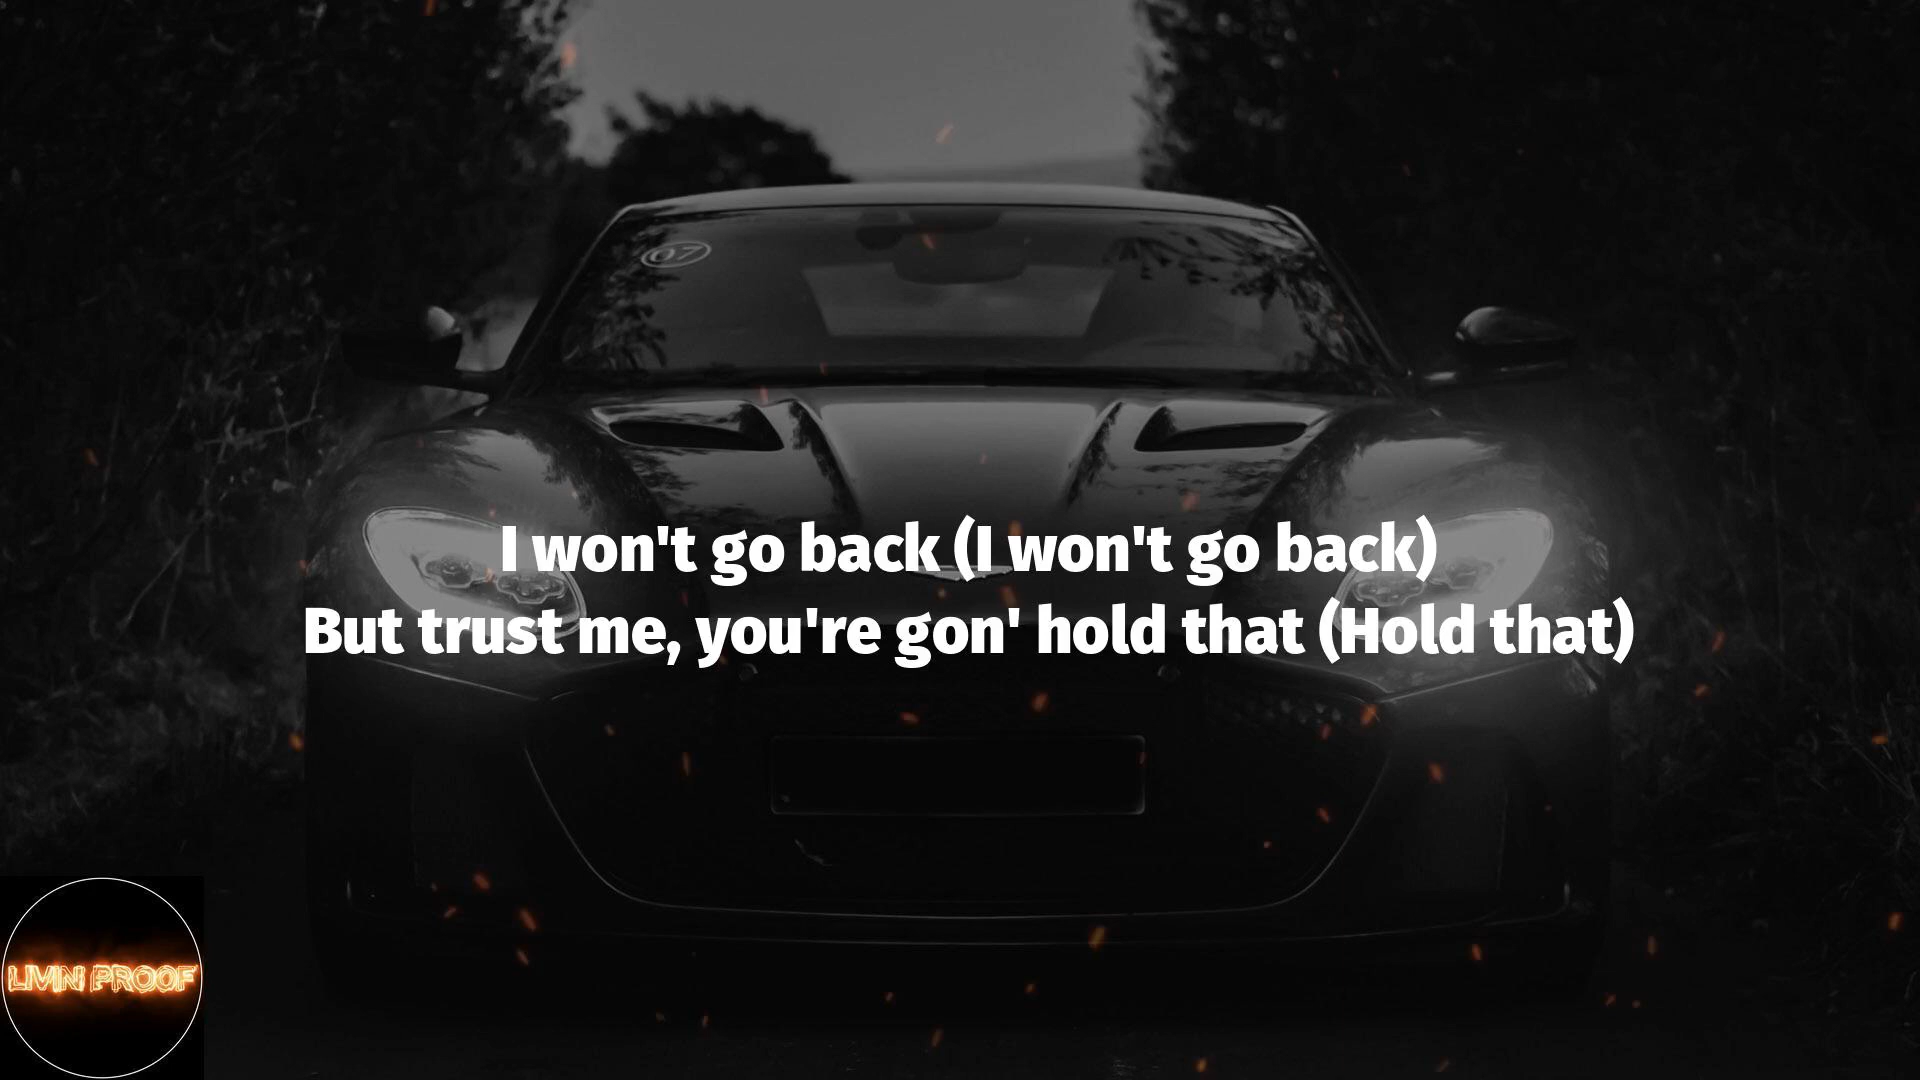 07
I won't go back (I won't go back)
But trust me, you're gon' hold that (Hold that)
LIVIN PROOF